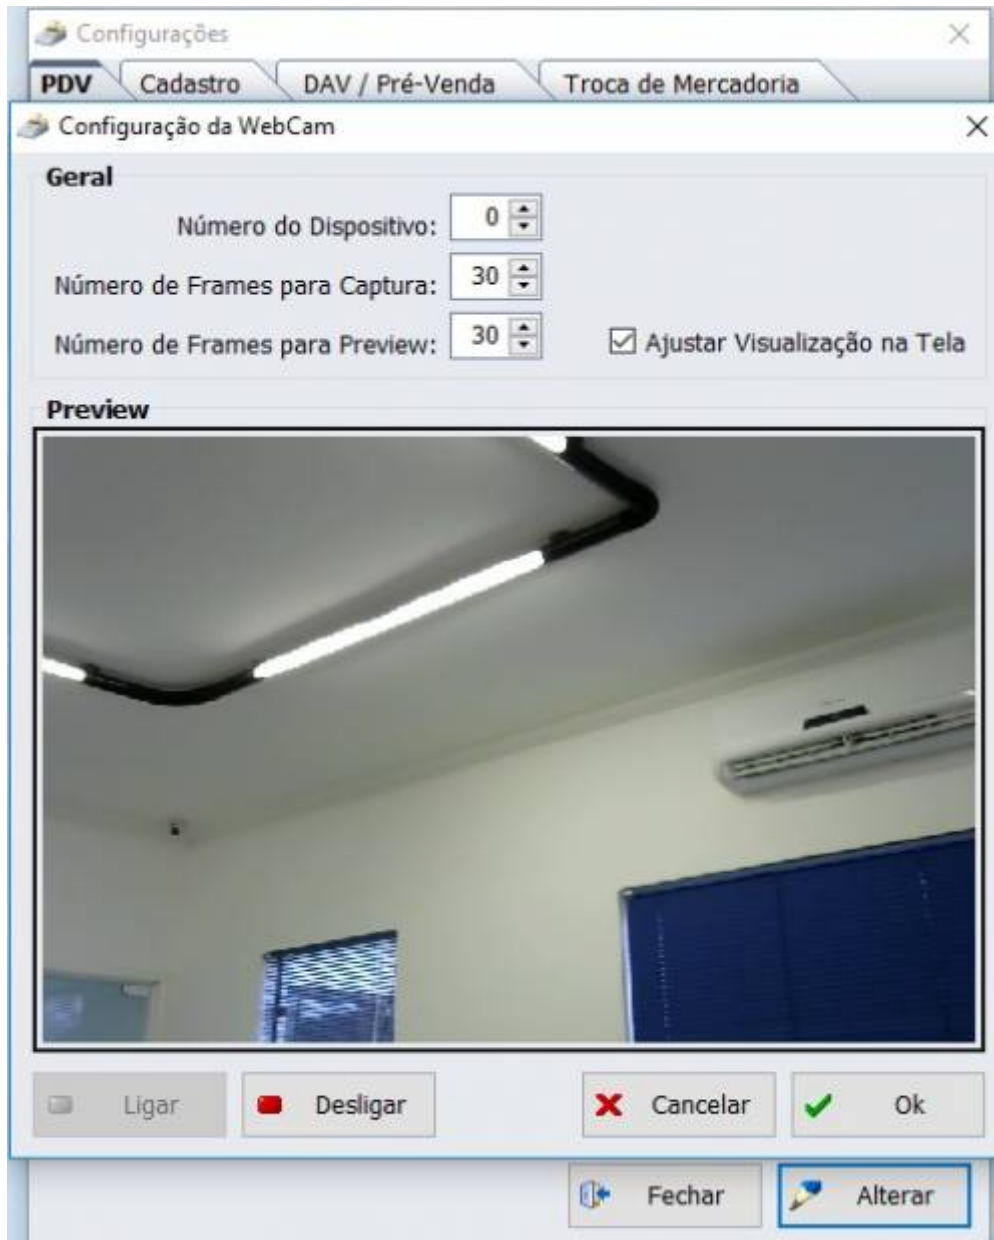 Configurações
PDV Cadastro DAV / Pré-Venda Troca de Mercadoria
Configuração da WebCam
Geral
Número do Dispositivo: 0
Número de Frames para Captura: 30
Número de Frames para Preview: 30 Ajustar Visualização na Tela
Preview
Ligar Desligar Cancelar Ok
Fechar Alterar